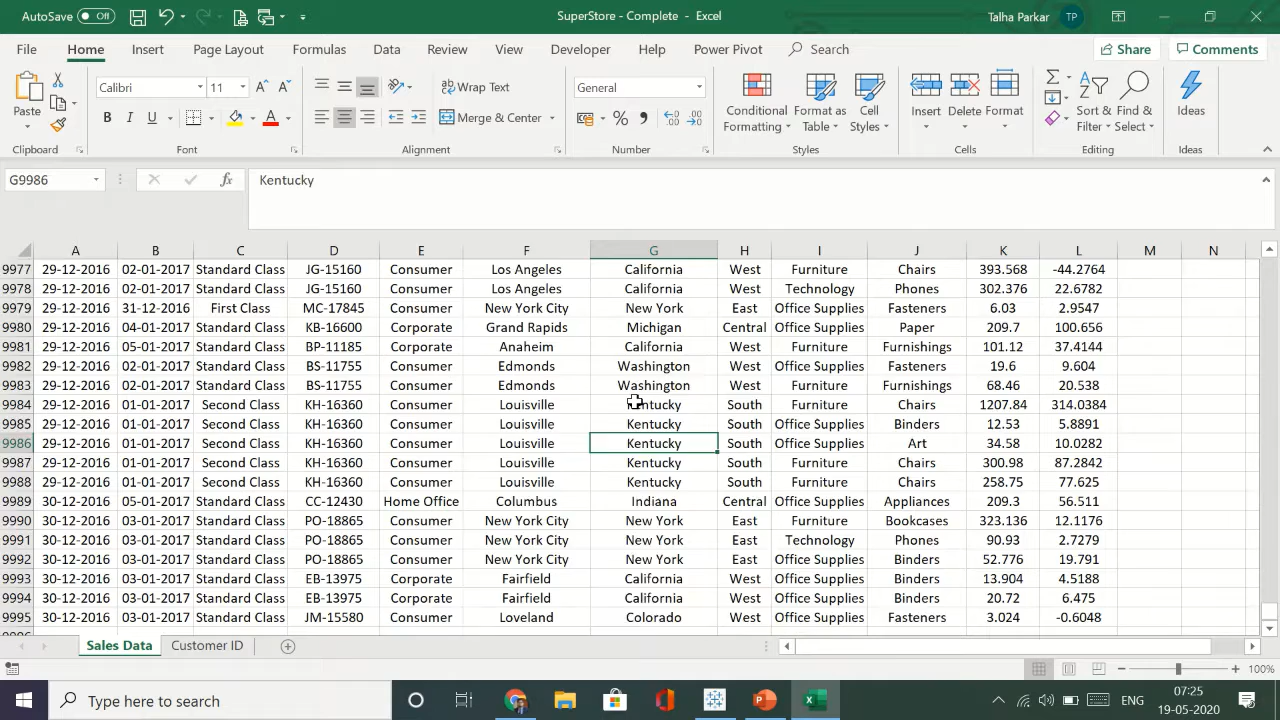 AutoSave Off SuperStore - Complete - Excel Talha Parkar TP
File Home Insert Page Layout Formulas Data Review View Developer Help Power Pivot Search Share Comments
Calibri 11 Wrap Text General
Paste Conditional Formatting Format as Table Cell Styles Insert Delete Format Sort & Filter Find & Select Ideas
Merge & Center
Clipboard Font Alignment Number Styles Cells Editing Ideas
G9986 fx Kentucky
A B C D E F G H I J K L M N
9977 29-12-2016 02-01-2017 Standard Class JG-15160 Consumer Los Angeles California West Furniture Chairs 393.568 -44.2764
9978 29-12-2016 02-01-2017 Standard Class JG-15160 Consumer Los Angeles California West Technology Phones 302.376 22.6782
9979 29-12-2016 31-12-2016 First Class MC-17845 Consumer New York City New York East Office Supplies Fasteners 6.03 2.9547
9980 29-12-2016 04-01-2017 Standard Class KB-16600 Corporate Grand Rapids Michigan Central Office Supplies Paper 209.7 100.656
9981 29-12-2016 05-01-2017 Standard Class BP-11185 Corporate Anaheim California West Furniture Furnishings 101.12 37.4144
9982 29-12-2016 02-01-2017 Standard Class BS-11755 Consumer Edmonds Washington West Office Supplies Fasteners 19.6 9.604
9983 29-12-2016 02-01-2017 Standard Class BS-11755 Consumer Edmonds Washington West Furniture Furnishings 68.46 20.538
9984 29-12-2016 01-01-2017 Second Class KH-16360 Consumer Louisville Kentucky South Furniture Chairs 1207.84 314.0384
9985 29-12-2016 01-01-2017 Second Class KH-16360 Consumer Louisville Kentucky South Office Supplies Binders 12.53 5.8891
9986 29-12-2016 01-01-2017 Second Class KH-16360 Consumer Louisville Kentucky South Office Supplies Art 34.58 10.0282
9987 29-12-2016 01-01-2017 Second Class KH-16360 Consumer Louisville Kentucky South Furniture Chairs 300.98 87.2842
9988 29-12-2016 01-01-2017 Second Class KH-16360 Consumer Louisville Kentucky South Furniture Chairs 258.75 77.625
9989 30-12-2016 05-01-2017 Standard Class CC-12430 Home Office Columbus Indiana Central Office Supplies Appliances 209.3 56.511
9990 30-12-2016 03-01-2017 Standard Class PO-18865 Consumer New York City New York East Furniture Bookcases 323.136 12.1176
9991 30-12-2016 03-01-2017 Standard Class PO-18865 Consumer New York City New York East Technology Phones 90.93 2.7279
9992 30-12-2016 03-01-2017 Standard Class PO-18865 Consumer New York City New York East Office Supplies Binders 52.776 19.791
9993 30-12-2016 03-01-2017 Standard Class EB-13975 Corporate Fairfield California West Office Supplies Binders 13.904 4.5188
9994 30-12-2016 03-01-2017 Standard Class EB-13975 Corporate Fairfield California West Office Supplies Binders 20.72 6.475
9995 30-12-2016 03-01-2017 Standard Class JM-15580 Consumer Loveland Colorado West Office Supplies Fasteners 3.024 -0.6048
Sales Data Customer ID
100%
Type here to search ENG 07:25
19-05-2020